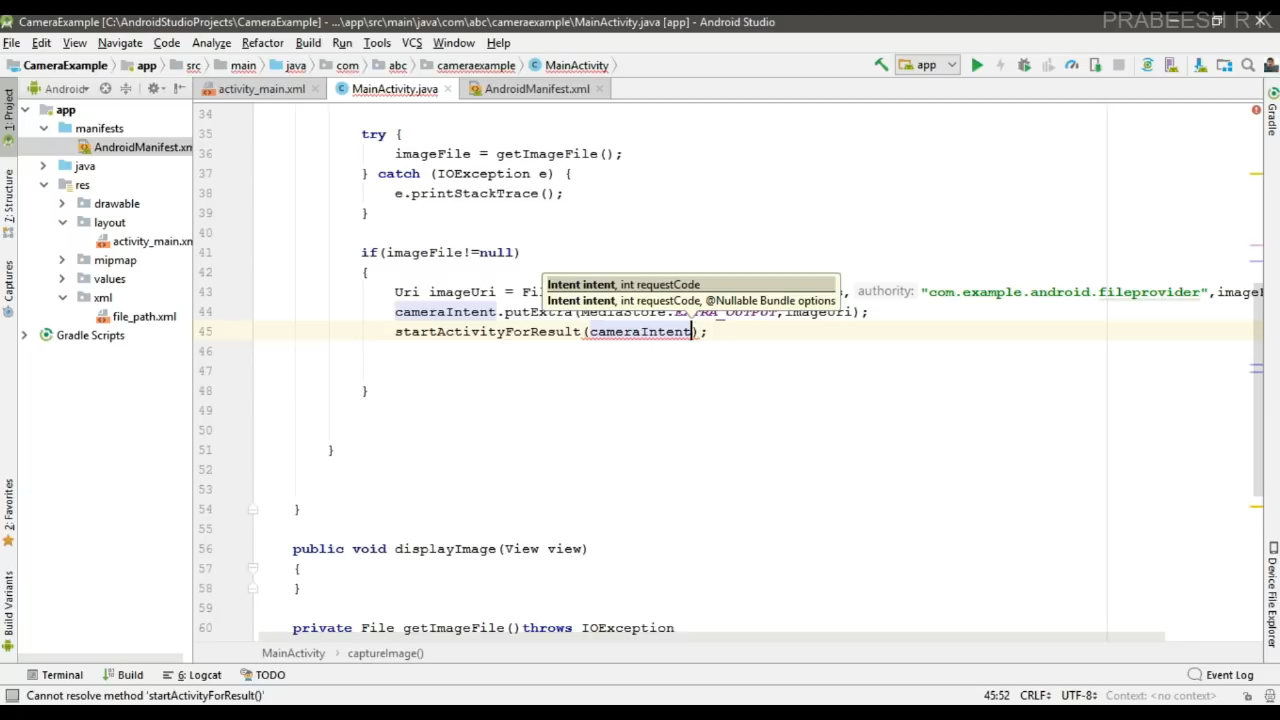 CameraExample [C:\AndroidStudioProjects\CameraExample] - ...\app\src\main\java\com\abc\cameraexample\MainActivity.java [app] - Android Studio
PRABEESH R K
File Edit View Navigate Code Analyze Refactor Build Run Tools VCS Window Help
CameraExample app src main java com abc cameraexample MainActivity app
Android activity_main.xml MainActivity.java AndroidManifest.xml
1: Project
Z: Structure
Captures
2: Favorites
Build Variants
app
manifests
AndroidManifest.xm
java
res
drawable
layout
activity_main.xm
mipmap
values
xml
file_path.xml
Gradle Scripts
34
35 try {
36 imageFile = getImageFile();
37 } catch (IOException e) {
38 e.printStackTrace();
39 }
40
41 if(imageFile!=null)
42 {
Intent intent, int requestCode
43 Uri imageUri = Fi authority: "com.example.android.fileprovider",imageF
Intent intent, int requestCode, @Nullable Bundle options
44 cameraIntent.putExtra(MediaStore.EXTRA_OUTPUT,imageUri);
45 startActivityForResult(cameraIntent);
46
47
48 }
49
50
51 }
52
53
54 }
55
56 public void displayImage(View view)
57 {
58 }
59
60 private File getImageFile()throws IOException
MainActivity captureImage()
Gradle
Device File Explorer
Terminal Build 6: Logcat TODO Event Log
Cannot resolve method 'startActivityForResult()' 45:52 CRLF UTF-8 Context: <no context>